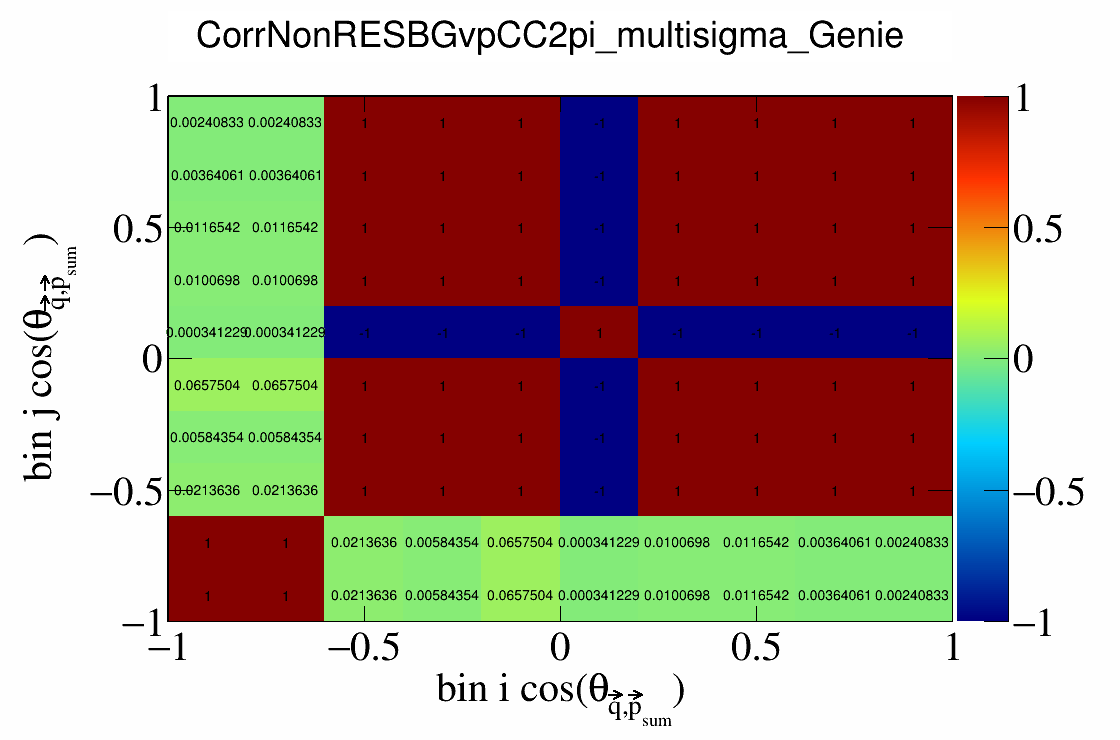 CorrNonRESBGvpCC2pi_multisigma_Genie
1 0.00240833 0.00240833 1 1 1 -1 1 1 1 1 1
0.00364061 0.00364061 1 1 1 -1 1 1 1 1
0.5 0.0116542 0.0116542 1 1 1 -1 1 1 1 1 0.5
0.0100698 0.0100698 1 1 1 -1 1 1 1 1
0.000341229 0.000341229 -1 -1 -1 1 -1 -1 -1 -1
0 0
0.0657504 0.0657504 1 1 1 -1 1 1 1 1
0.00584354 0.00584354 1 1 1 -1 1 1 1 1
−0.5 0.0213636 0.0213636 1 1 1 -1 1 1 1 1 −0.5
1 1 0.0213636 0.00584354 0.0657504 0.000341229 0.0100698 0.0116542 0.00364061 0.00240833
1 1 0.0213636 0.00584354 0.0657504 0.000341229 0.0100698 0.0116542 0.00364061 0.00240833
−1 −1
−1 −0.5 0 0.5 1
bin i cos(θq⃗,p⃗sum)
bin j cos(θq⃗,p⃗sum)